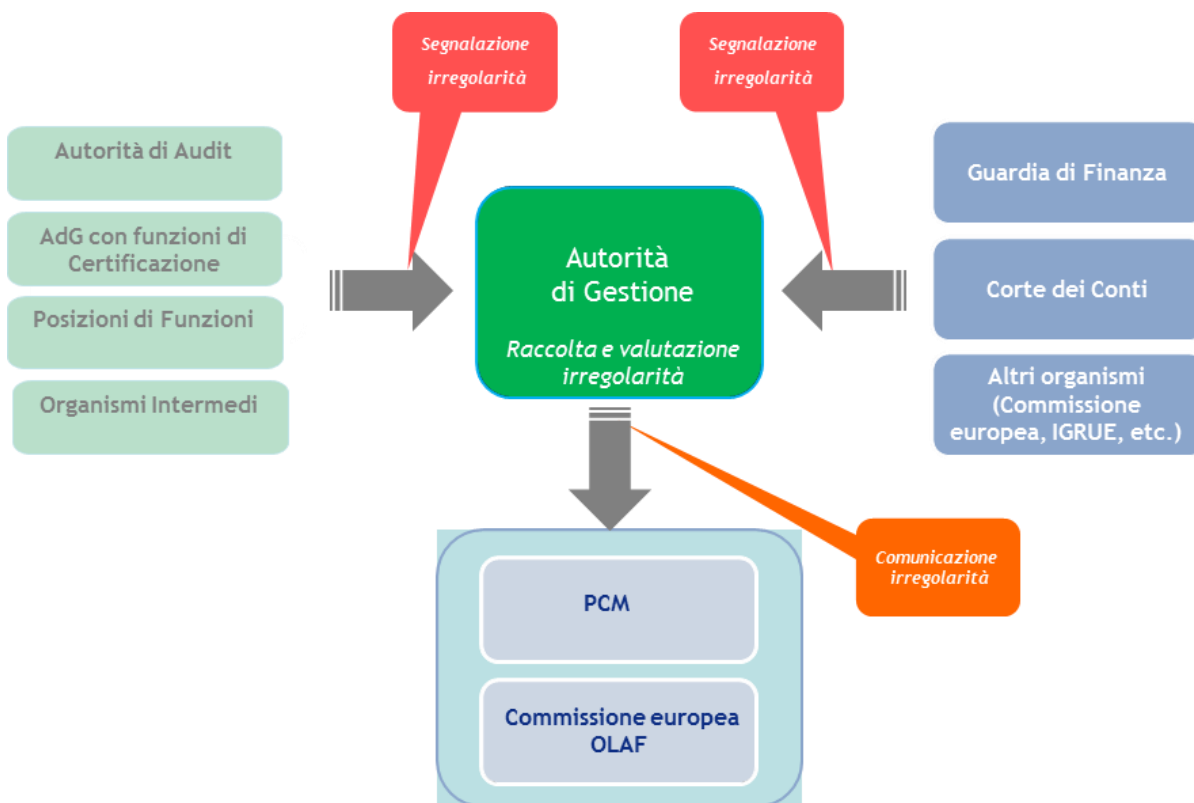 Segnalazione
irregolarità
Segnalazione
irregolarità
Autorità di Audit
AdG con funzioni di
Certificazione
Posizioni di Funzioni
Organismi Intermedi
Autorità
di Gestione
Raccolta e valutazione
irregolarità
Guardia di Finanza
Corte dei Conti
Altri organismi
(Commissione
europea, IGRUE, etc.)
Comunicazione
irregolarità
PCM
Commissione europea
OLAF